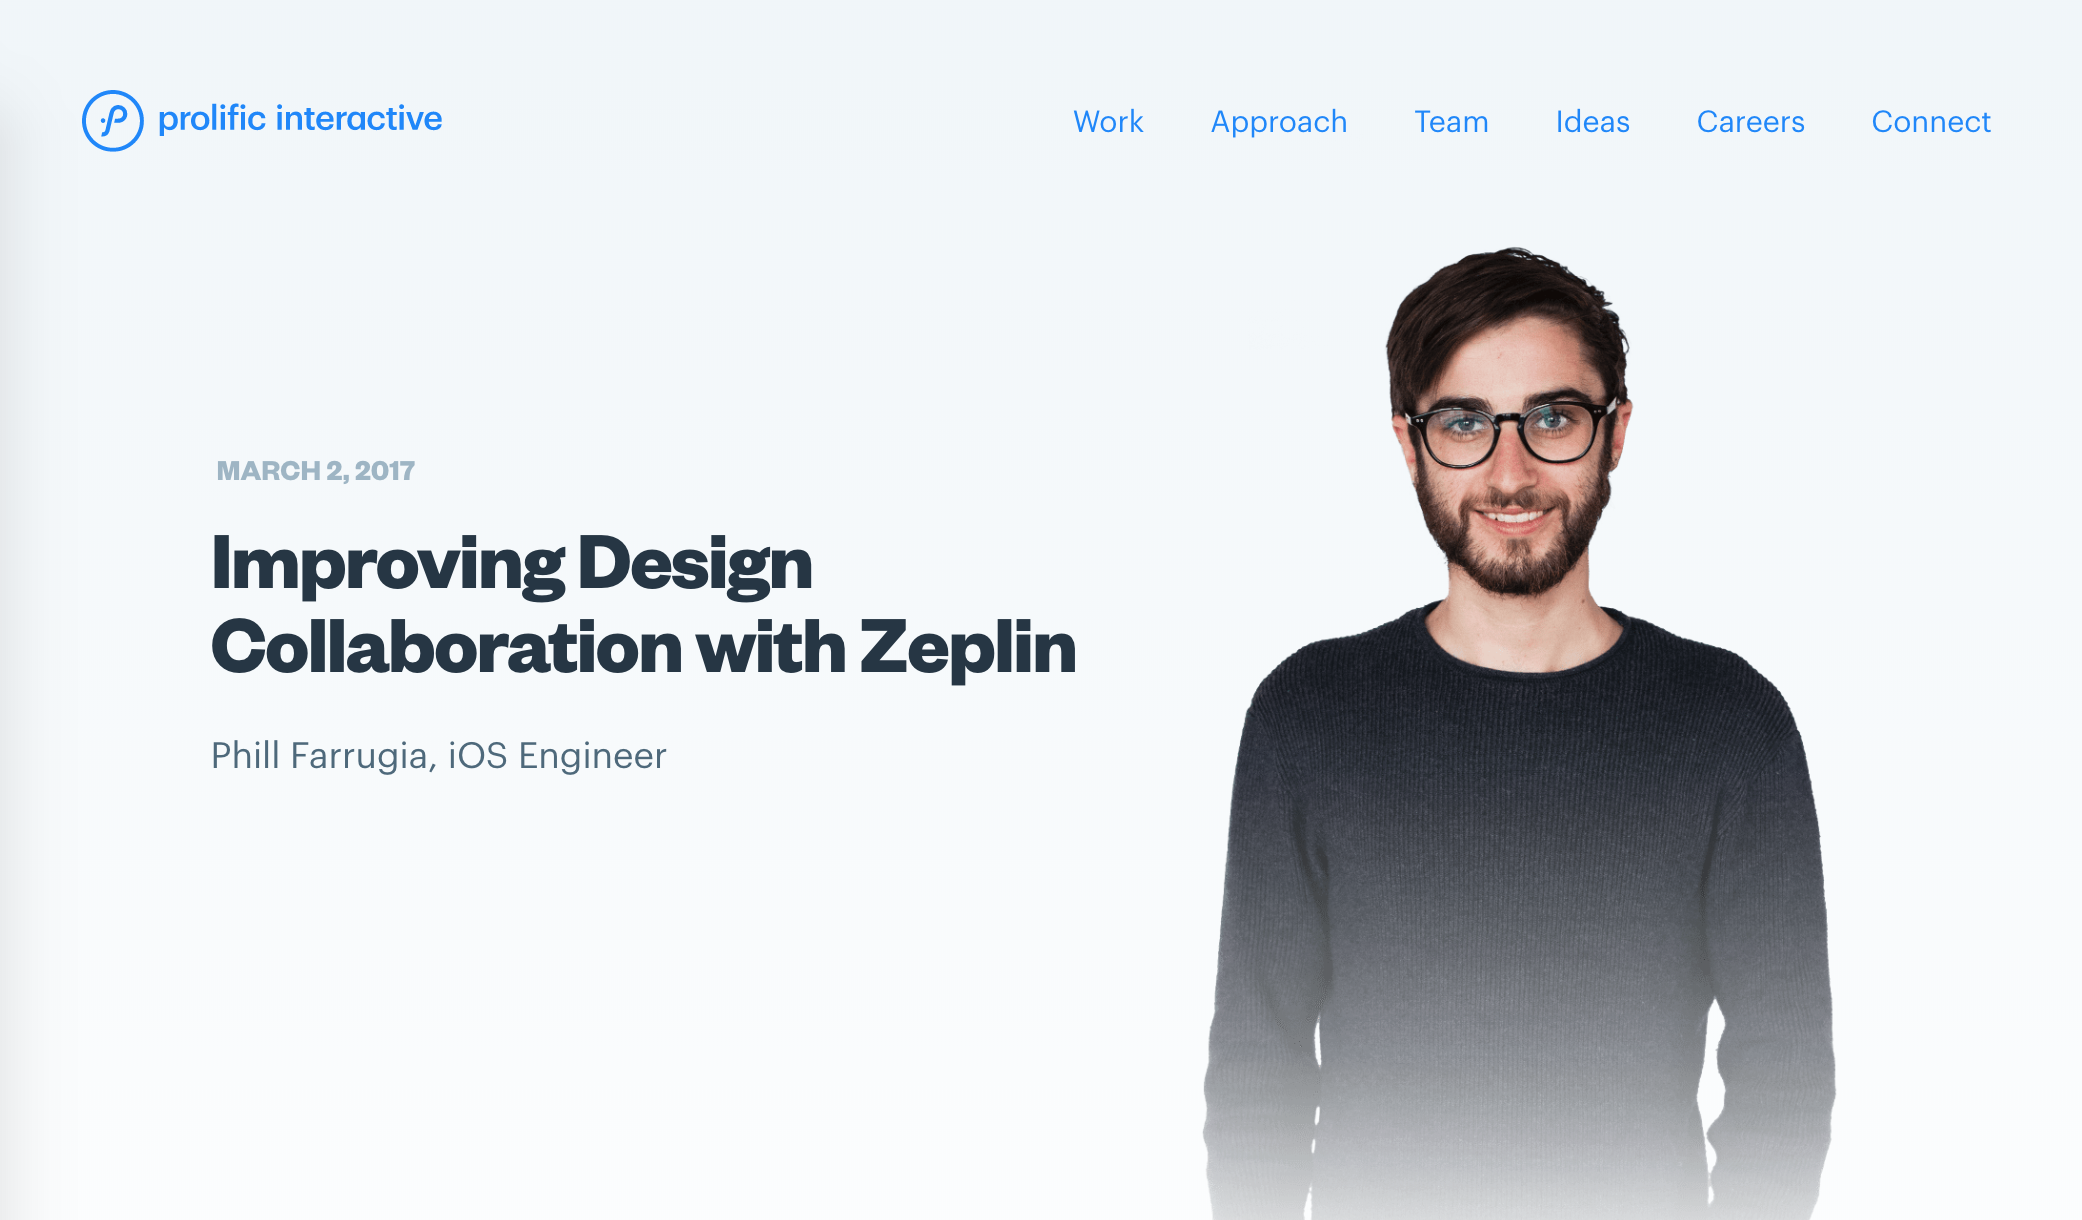 prolific interactive
Work Approach Team Ideas Careers Connect
MARCH 2, 2017
Improving Design
Collaboration with Zeplin
Phill Farrugia, iOS Engineer